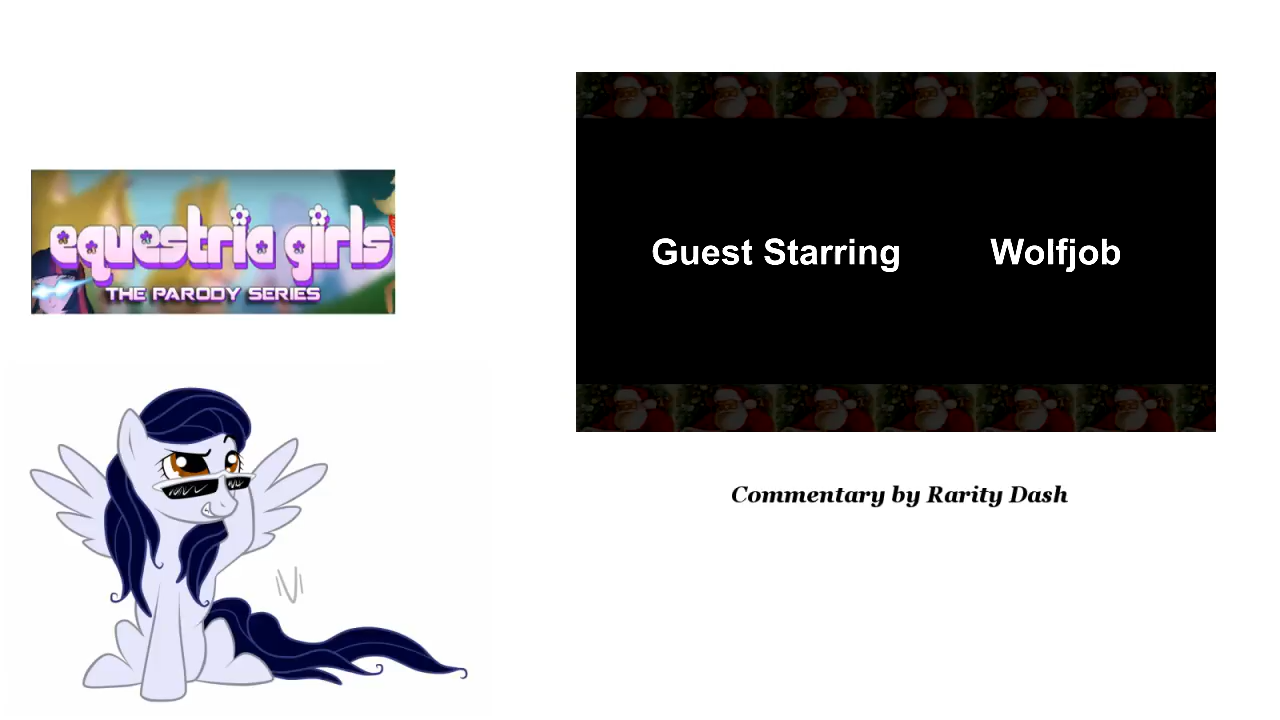 equestria girls
THE PARODY SERIES
Guest Starring Wolfjob
Commentary by Rarity Dash